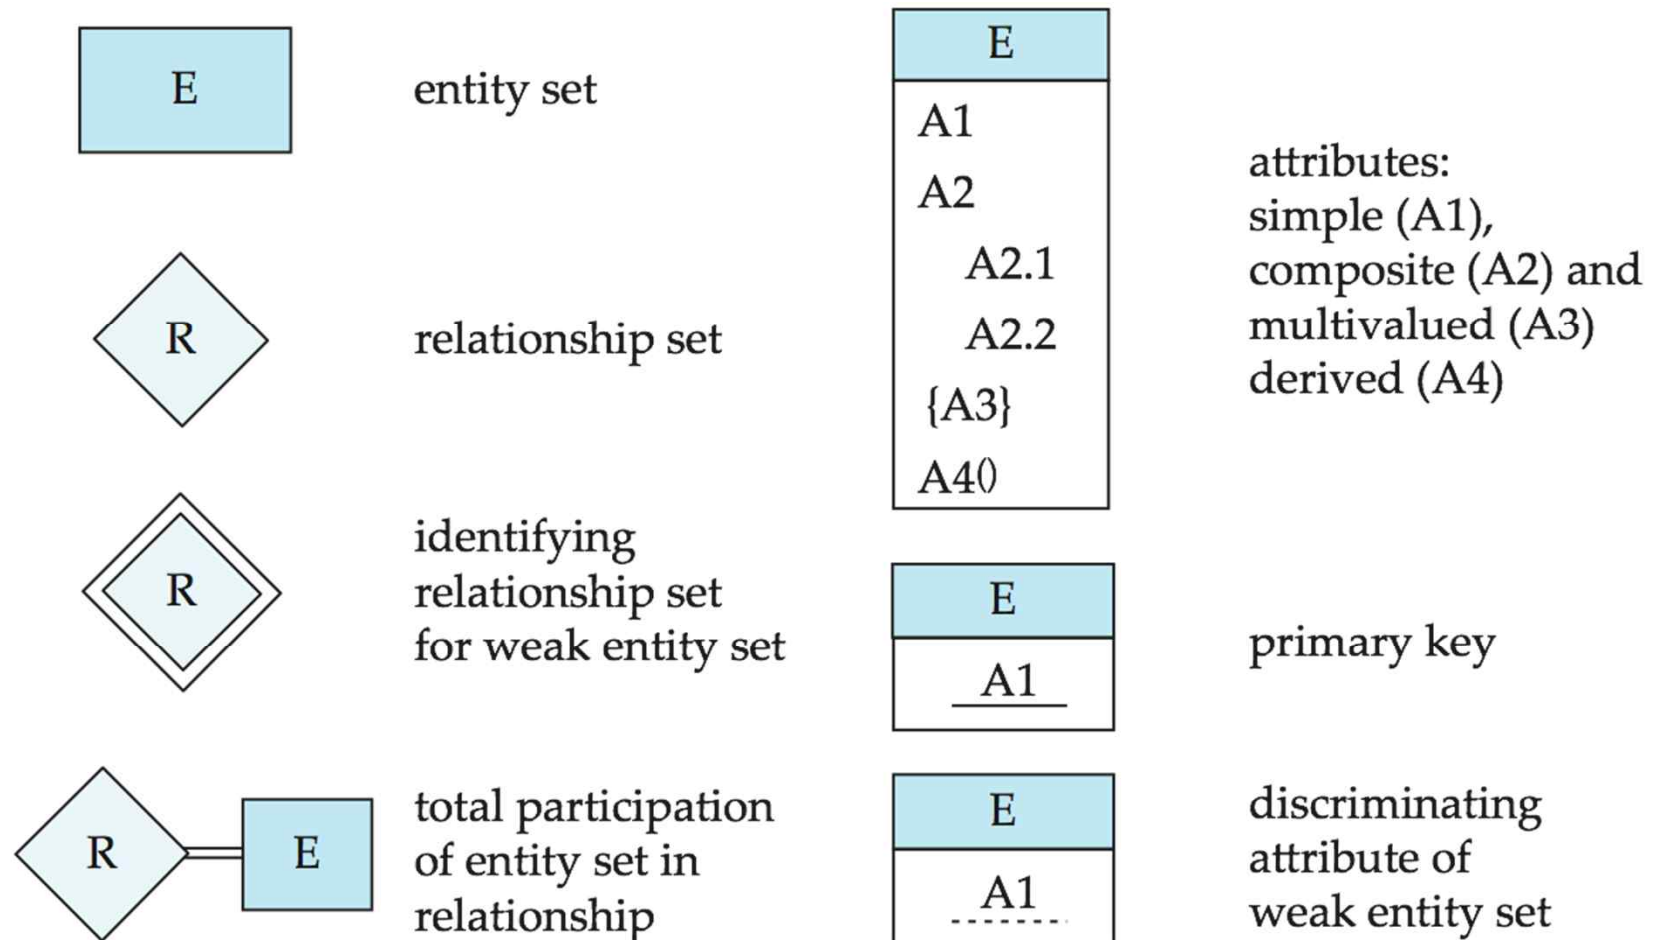 E
entity set
R
relationship set
R
identifying
relationship set
for weak entity set
R
E
total participation
of entity set in
relationship
E
A1
A2
A2.1
A2.2
{A3}
A4()
attributes:
simple (A1),
composite (A2) and
multivalued (A3)
derived (A4)
E
A1
primary key
E
A1
discriminating
attribute of
weak entity set